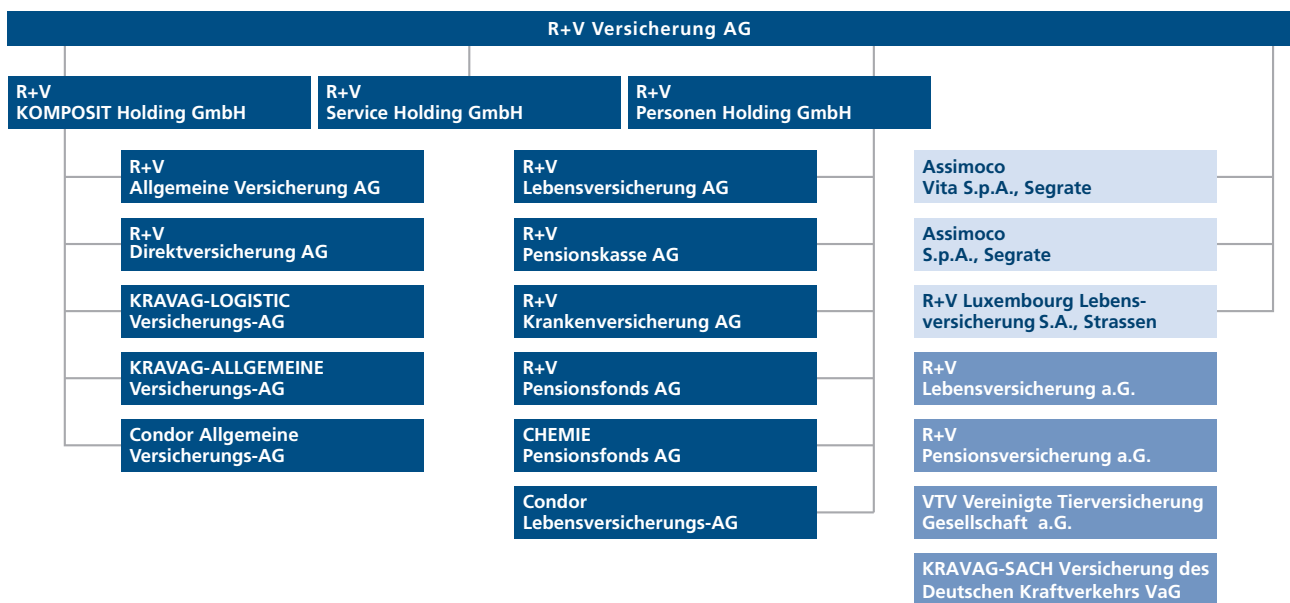 R+V Versicherung AG
R+V
KOMPOSIT Holding GmbH
R+V
Service Holding GmbH
R+V
Personen Holding GmbH
R+V
Allgemeine Versicherung AG
R+V
Direktversicherung AG
KRAVAG-LOGISTIC
Versicherungs-AG
KRAVAG-ALLGEMEINE
Versicherungs-AG
Condor Allgemeine
Versicherungs-AG
R+V
Lebensversicherung AG
R+V
Pensionskasse AG
R+V
Krankenversicherung AG
R+V
Pensionsfonds AG
CHEMIE
Pensionsfonds AG
Condor
Lebensversicherungs-AG
Assimoco
Vita S.p.A., Segrate
Assimoco
S.p.A., Segrate
R+V Luxembourg Lebens-
versicherung S.A., Strassen
R+V
Lebensversicherung a.G.
R+V
Pensionsversicherung a.G.
VTV Vereinigte Tierversicherung
Gesellschaft a.G.
KRAVAG-SACH Versicherung des
Deutschen Kraftverkehrs VaG